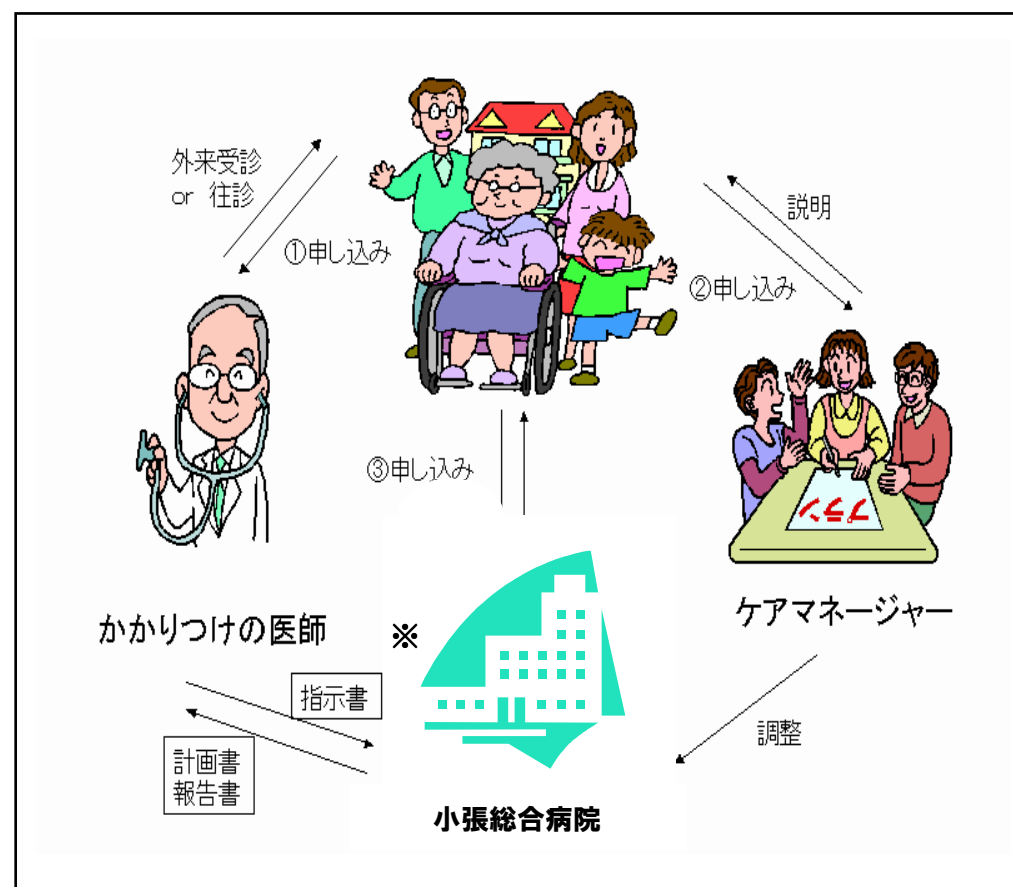 外来受診
or 往診
①申し込み
説明
②申し込み
③申し込み
プラン
かかりつけの医師
※
ケアマネージャー
指示書
計画書
報告書
調整
小張総合病院